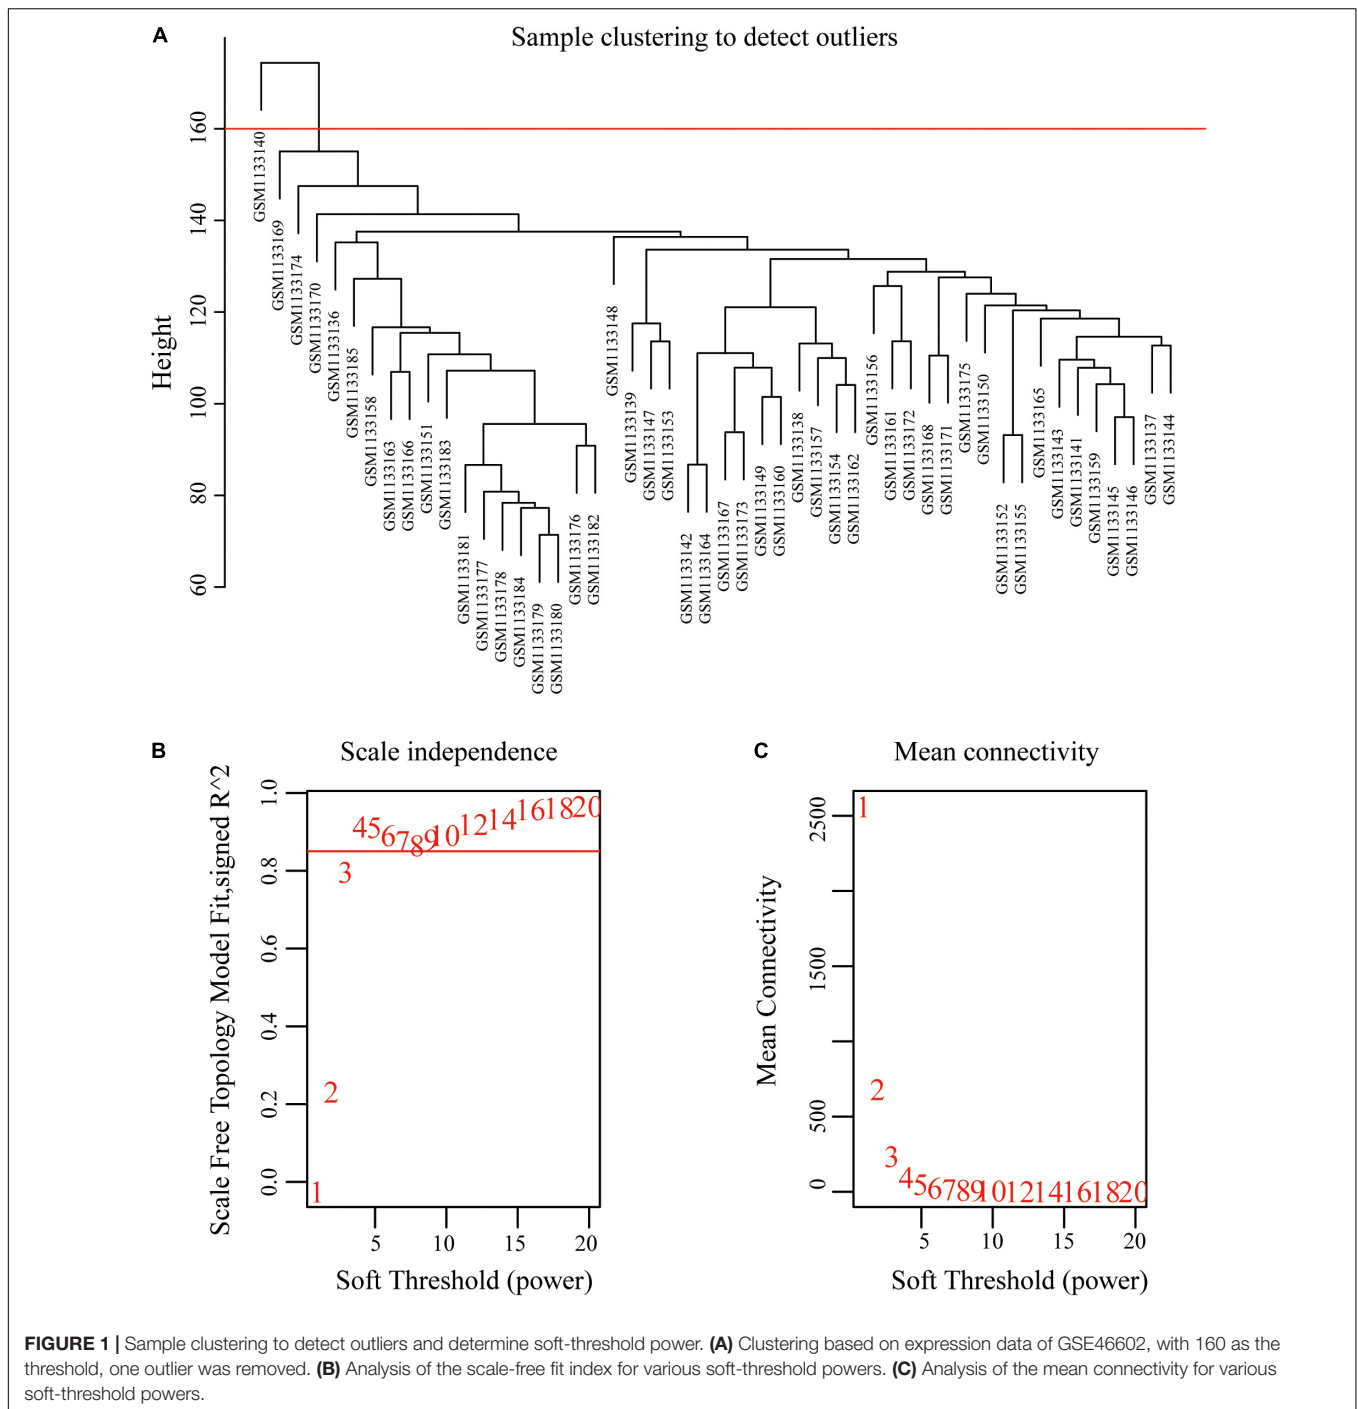 A
Sample clustering to detect outliers
Height
160
140
120
100
80
60
GSM1133140
GSM1133169
GSM1133174
GSM1133170
GSM1133136
GSM1133185
GSM1133158
GSM1133163
GSM1133166
GSM1133151
GSM1133183
GSM1133181
GSM1133177
GSM1133178
GSM1133184
GSM1133179
GSM1133180
GSM1133176
GSM1133182
GSM1133148
GSM1133139
GSM1133147
GSM1133153
GSM1133142
GSM1133164
GSM1133167
GSM1133173
GSM1133149
GSM1133160
GSM1133138
GSM1133157
GSM1133154
GSM1133162
GSM1133156
GSM1133161
GSM1133172
GSM1133168
GSM1133171
GSM1133175
GSM1133150
GSM1133152
GSM1133155
GSM1133165
GSM1133143
GSM1133141
GSM1133159
GSM1133145
GSM1133146
GSM1133137
GSM1133144
B
Scale independence
Scale Free Topology Model Fit,signed R^2
1.0
0.8
0.6
0.4
0.2
0.0
1
2
3
4 5 6 7 8 9 10 12 14 16 18 20
5 10 15 20
Soft Threshold (power)
C
Mean connectivity
Mean Connectivity
2500
1500
500
0
1
2
3
4 5 6 7 8 9 10 12 14 16 18 20
5 10 15 20
Soft Threshold (power)
FIGURE 1 | Sample clustering to detect outliers and determine soft-threshold power. (A) Clustering based on expression data of GSE46602, with 160 as the
threshold, one outlier was removed. (B) Analysis of the scale-free fit index for various soft-threshold powers. (C) Analysis of the mean connectivity for various
soft-threshold powers.